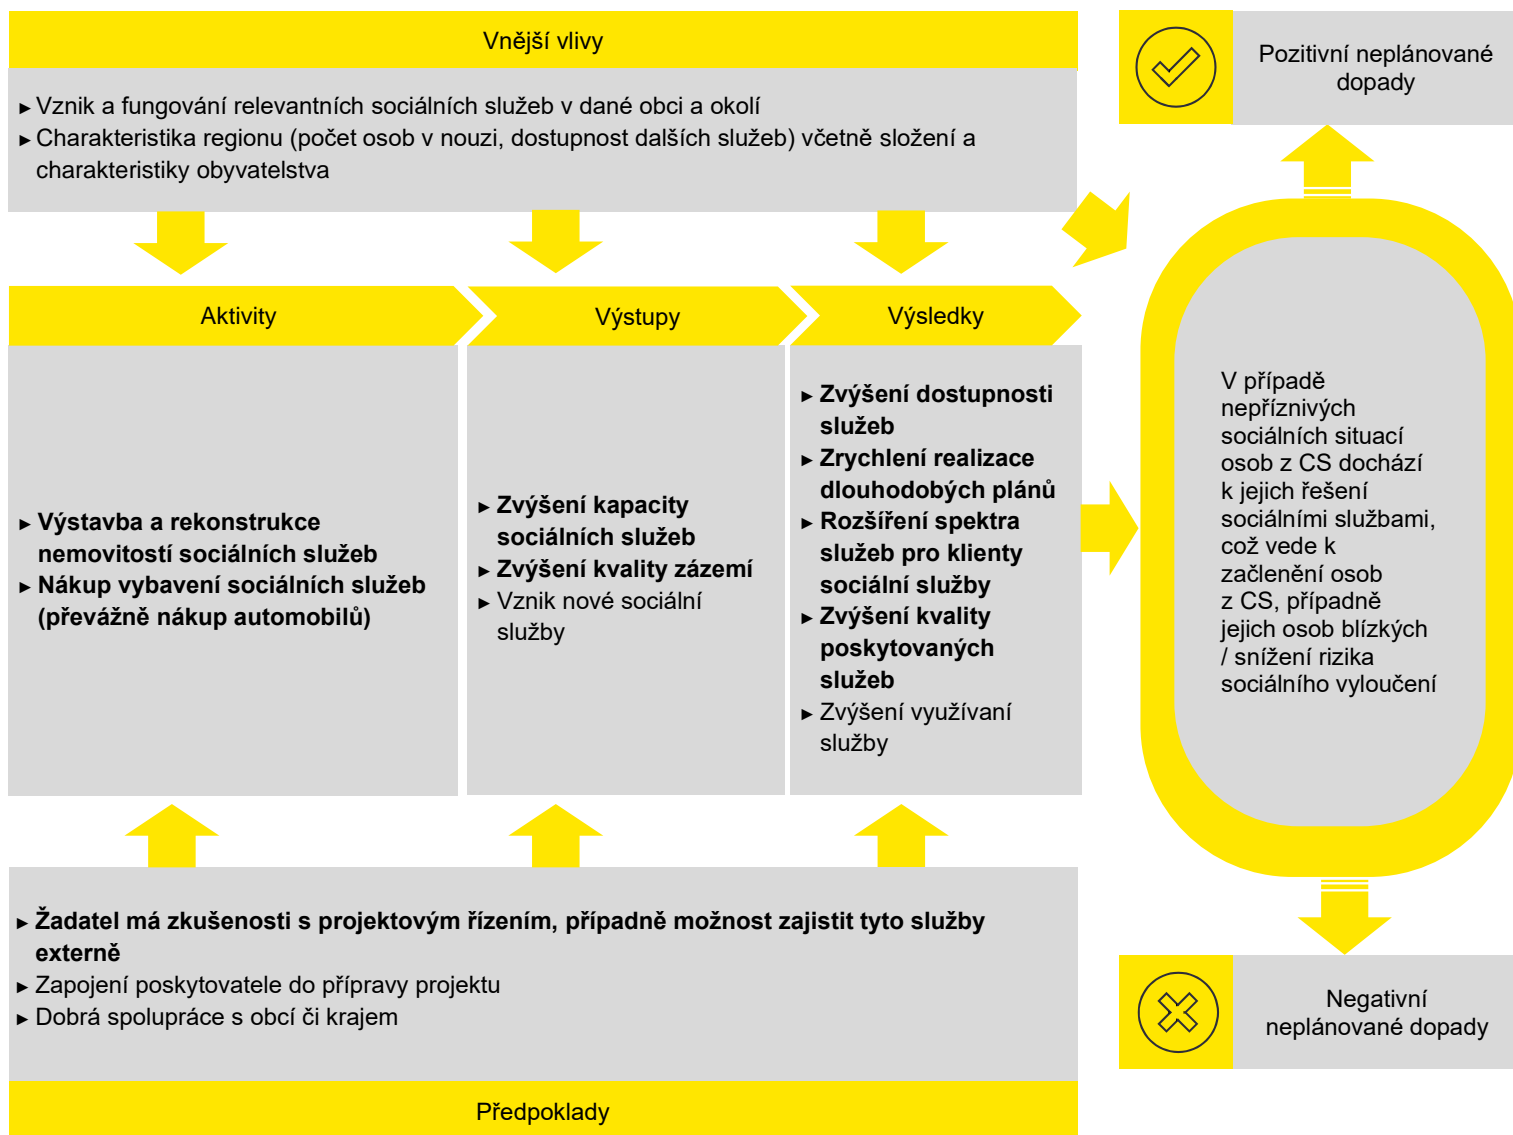 Vnější vlivy
► Vznik a fungování relevantních sociálních služeb v dané obci a okolí
► Charakteristika regionu (počet osob v nouzi, dostupnost dalších služeb) včetně složení a
charakteristiky obyvatelstva
Pozitivní neplánované
dopady
Aktivity
► Výstavba a rekonstrukce
nemovitostí sociálních služeb
► Nákup vybavení sociálních služeb
(převážně nákup automobilů)
Výstupy
► Zvýšení kapacity
sociálních služeb
► Zvýšení kvality zázemí
► Vznik nové sociální
služby
Výsledky
► Zvýšení dostupnosti
služeb
► Zrychlení realizace
dlouhodobých plánů
► Rozšíření spektra
služeb pro klienty
sociální služby
► Zvýšení kvality
poskytovaných
služeb
► Zvýšení využívaní
služby
V případě
nepříznivých
sociálních situací
osob z CS dochází
k jejich řešení
sociálními službami,
což vede k
začlenění osob
z CS, případně
jejich osob blízkých
/ snížení rizika
sociálního vyloučení
► Žadatel má zkušenosti s projektovým řízením, případně možnost zajistit tyto služby
externě
► Zapojení poskytovatele do přípravy projektu
► Dobrá spolupráce s obcí či krajem
Předpoklady
Negativní
neplánované dopady